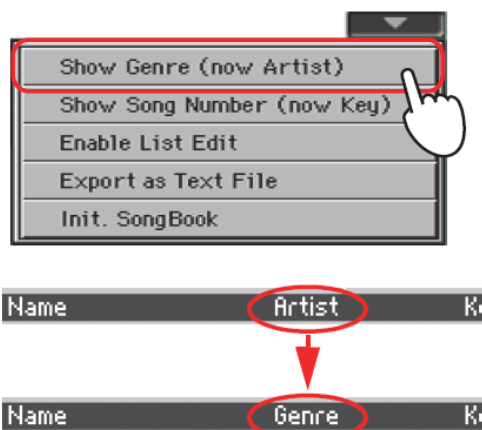 Show Genre (now Artist)
Show Song Number (now Key)
Enable List Edit
Export as Text File
Init. SongBook
Name Artist
Name Genre